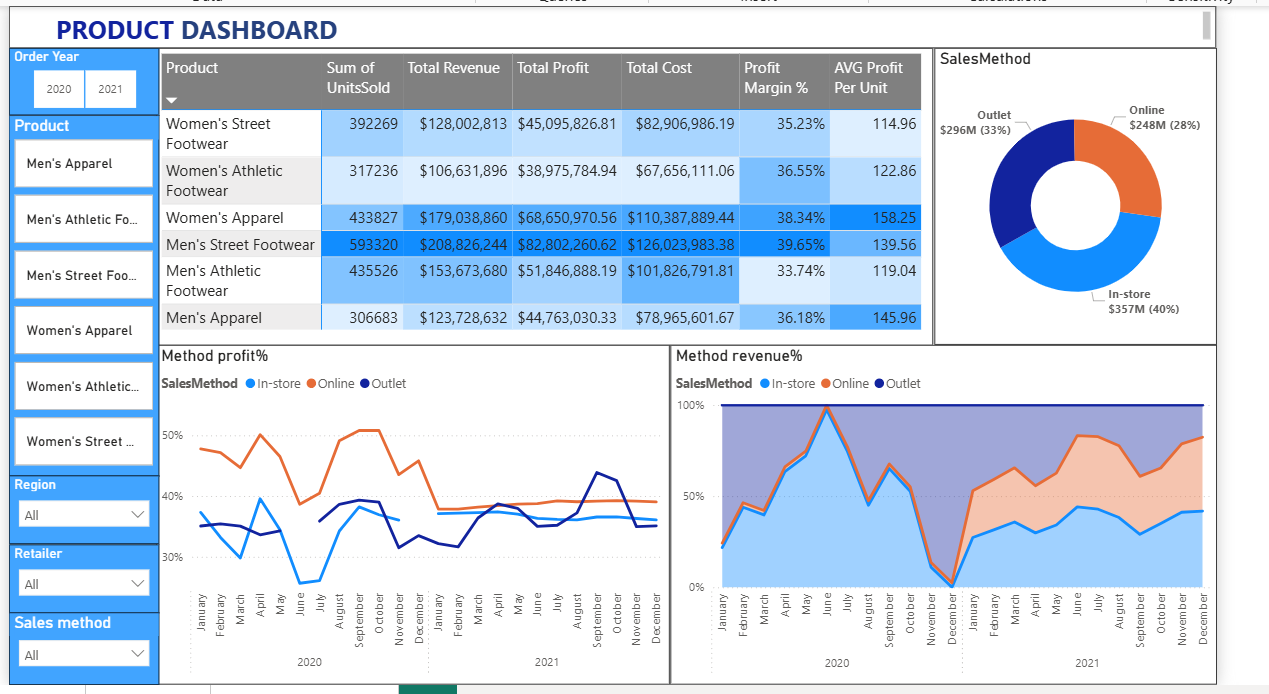 PRODUCT DASHBOARD
Order Year
2020 2021
Product
Men's Apparel
Men's Athletic Fo...
Men's Street Foo...
Women's Apparel
Women's Athletic...
Women's Street ...
Region
All
Retailer
All
Sales method
All
Product Sum of UnitsSold Total Revenue Total Profit Total Cost Profit Margin % AVG Profit Per Unit
Women's Street Footwear 392269 $128,002,813 $45,095,826.81 $82,906,986.19 35.23% 114.96
Women's Athletic Footwear 317236 $106,631,896 $38,975,784.94 $67,656,111.06 36.55% 122.86
Women's Apparel 433827 $179,038,860 $68,650,970.56 $110,387,889.44 38.34% 158.25
Men's Street Footwear 593320 $208,826,244 $82,802,260.62 $126,023,983.38 39.65% 139.56
Men's Athletic Footwear 435526 $153,673,680 $51,846,888.19 $101,826,791.81 33.74% 119.04
Men's Apparel 306683 $123,728,632 $44,763,030.33 $78,965,601.67 36.18% 145.96
SalesMethod
Outlet
$296M (33%)
Online
$248M (28%)
In-store
$357M (40%)
Method profit%
SalesMethod In-store Online Outlet
50%
40%
30%
January February March April May June July August September October November December January February March April May June July August September October November December
2020 2021
Method revenue%
SalesMethod In-store Online Outlet
100%
50%
0%
January February March April May June July August September October November December January February March April May June July August September October November December
2020 2021